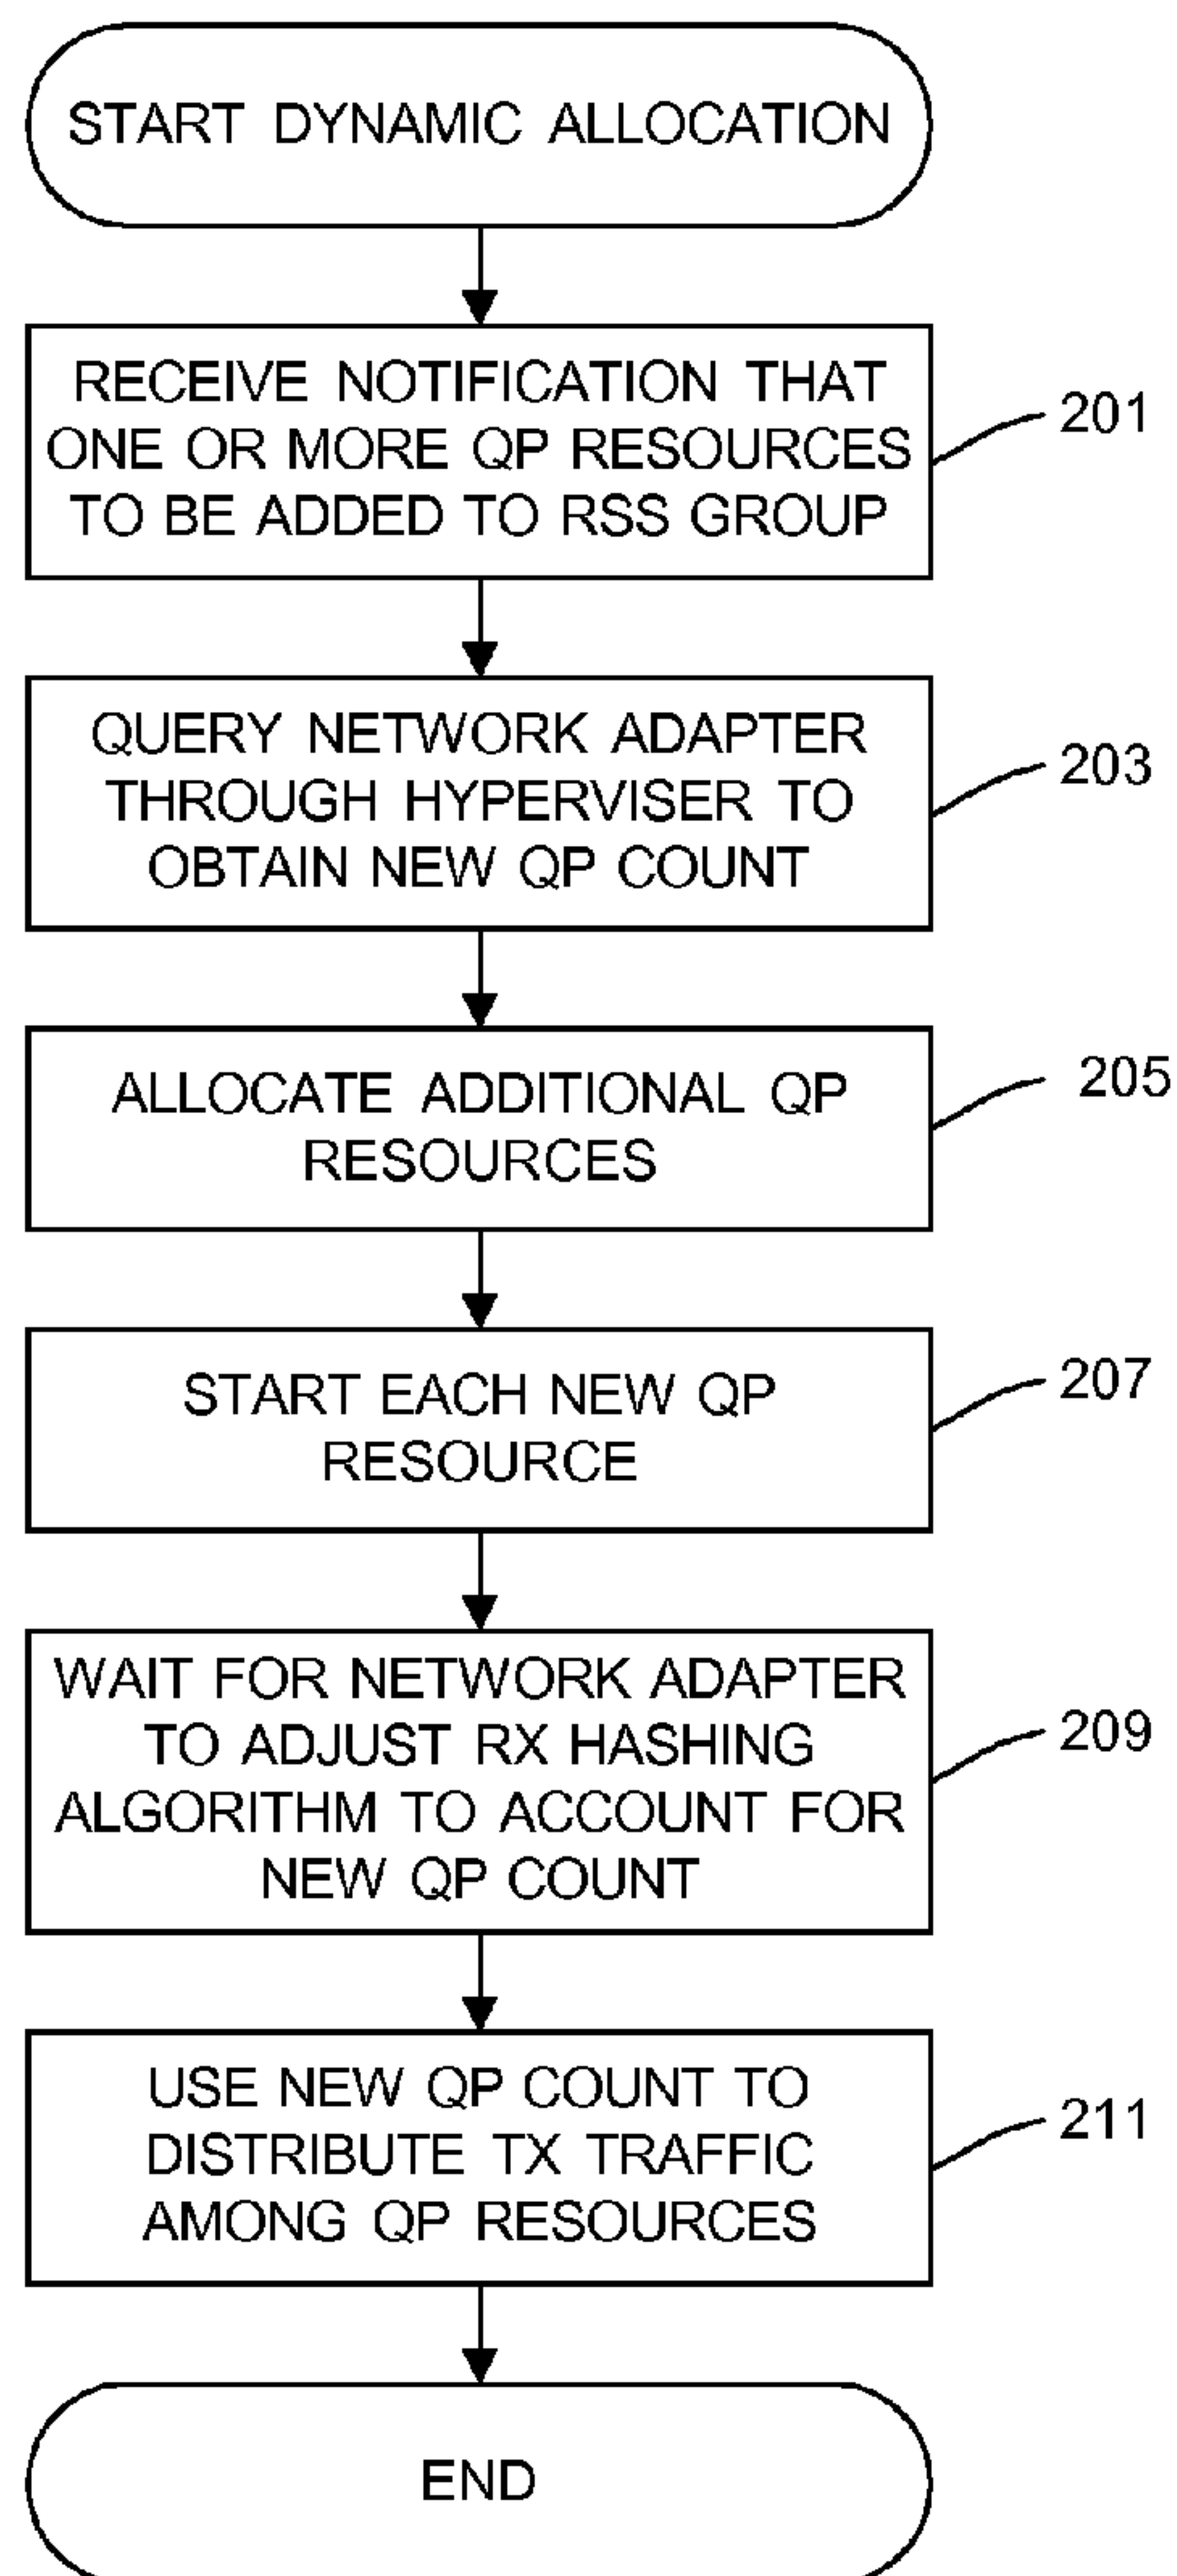 START DYNAMIC ALLOCATION
RECEIVE NOTIFICATION THAT
ONE OR MORE QP RESOURCES
TO BE ADDED TO RSS GROUP
201
QUERY NETWORK ADAPTER
THROUGH HYPERVISER TO
OBTAIN NEW QP COUNT
203
ALLOCATE ADDITIONAL QP
RESOURCES
205
START EACH NEW QP
RESOURCE
207
WAIT FOR NETWORK ADAPTER
TO ADJUST RX HASHING
ALGORITHM TO ACCOUNT FOR
NEW QP COUNT
209
USE NEW QP COUNT TO
DISTRIBUTE TX TRAFFIC
AMONG QP RESOURCES
211
END